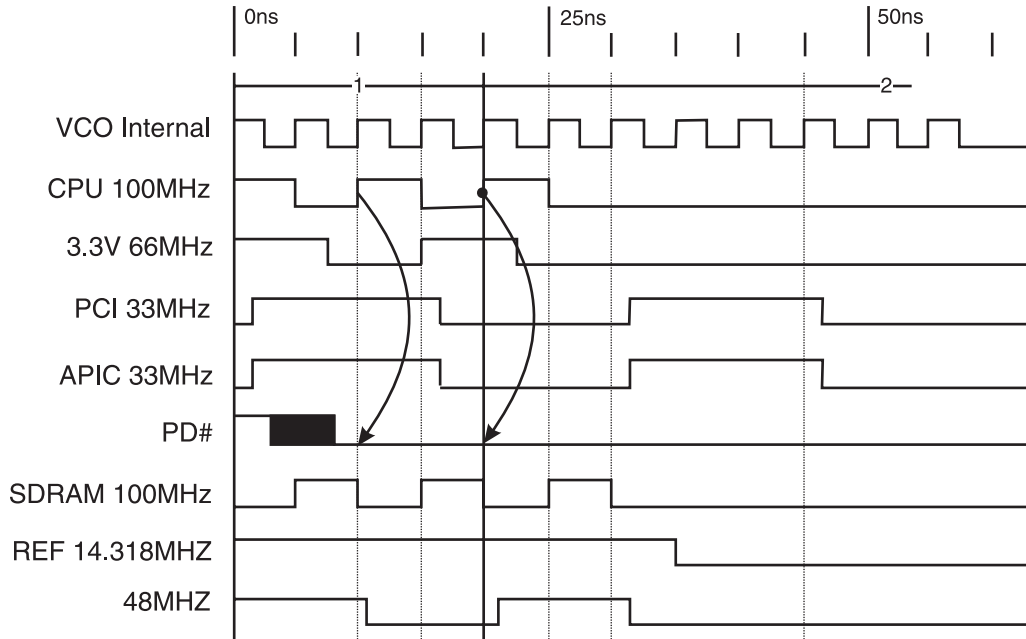 0ns 25ns 50ns
1 2
VCO Internal
CPU 100MHz
3.3V 66MHz
PCI 33MHz
APIC 33MHz
PD#
SDRAM 100MHz
REF 14.318MHZ
48MHZ